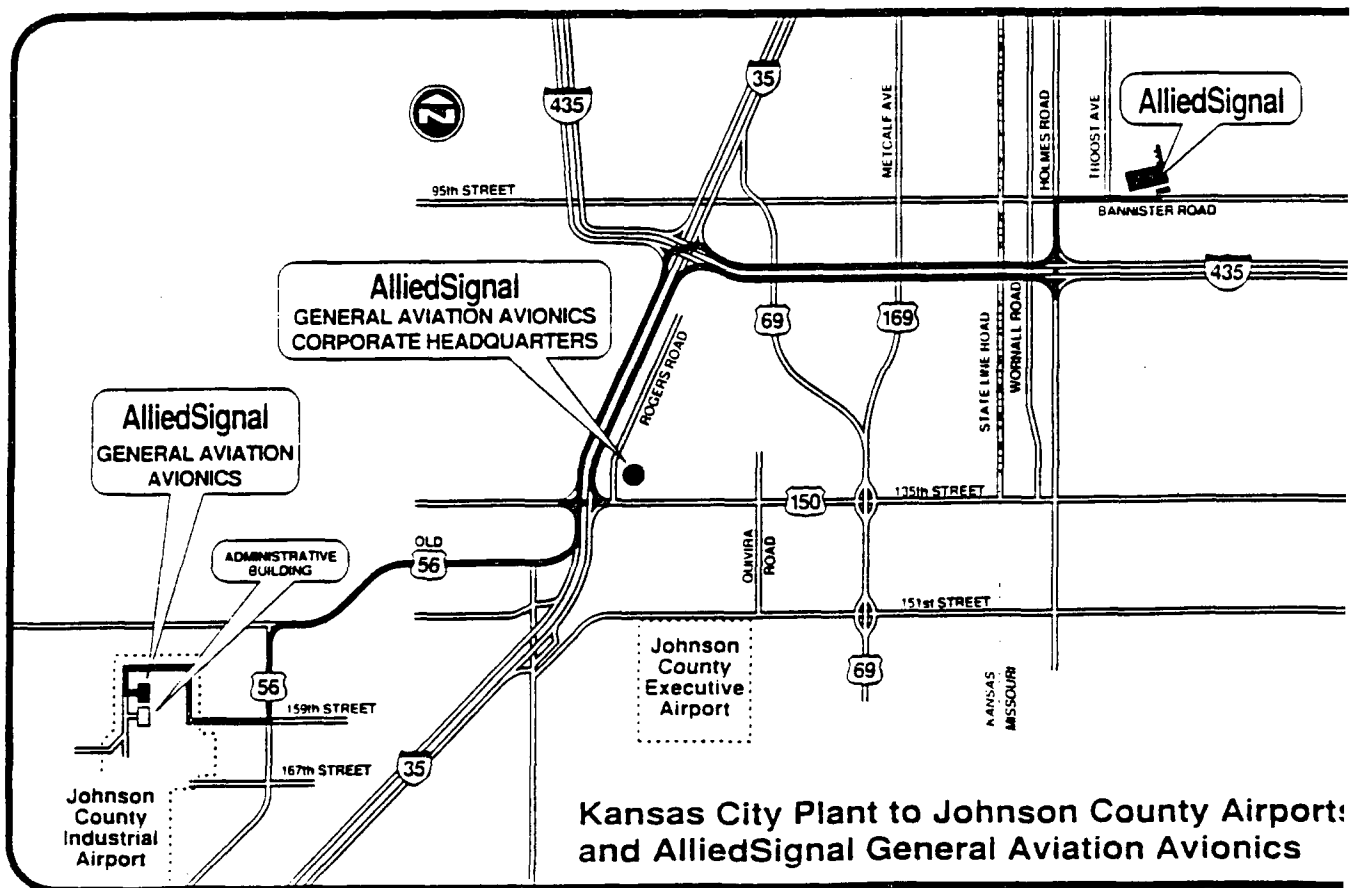 435
35
METCALF AVE
HOLMES ROAD
TROOST AVE
AlliedSignal
N
95th STREET
BANNISTER ROAD
AlliedSignal
GENERAL AVIATION AVIONICS
CORPORATE HEADQUARTERS
435
69
169
ROGERS ROAD
STATE LINE ROAD
WORNALL ROAD
AlliedSignal
GENERAL AVIATION
AVIONICS
150
135th STREET
ADMINISTRATIVE
BUILDING
OLD
56
QUIVIRA
ROAD
151st STREET
Johnson
County
Executive
Airport
69
KANSAS
MISSOURI
56
159th STREET
35
167th STREET
Johnson
County
Industrial
Airport
Kansas City Plant to Johnson County Airports
and AlliedSignal General Aviation Avionics